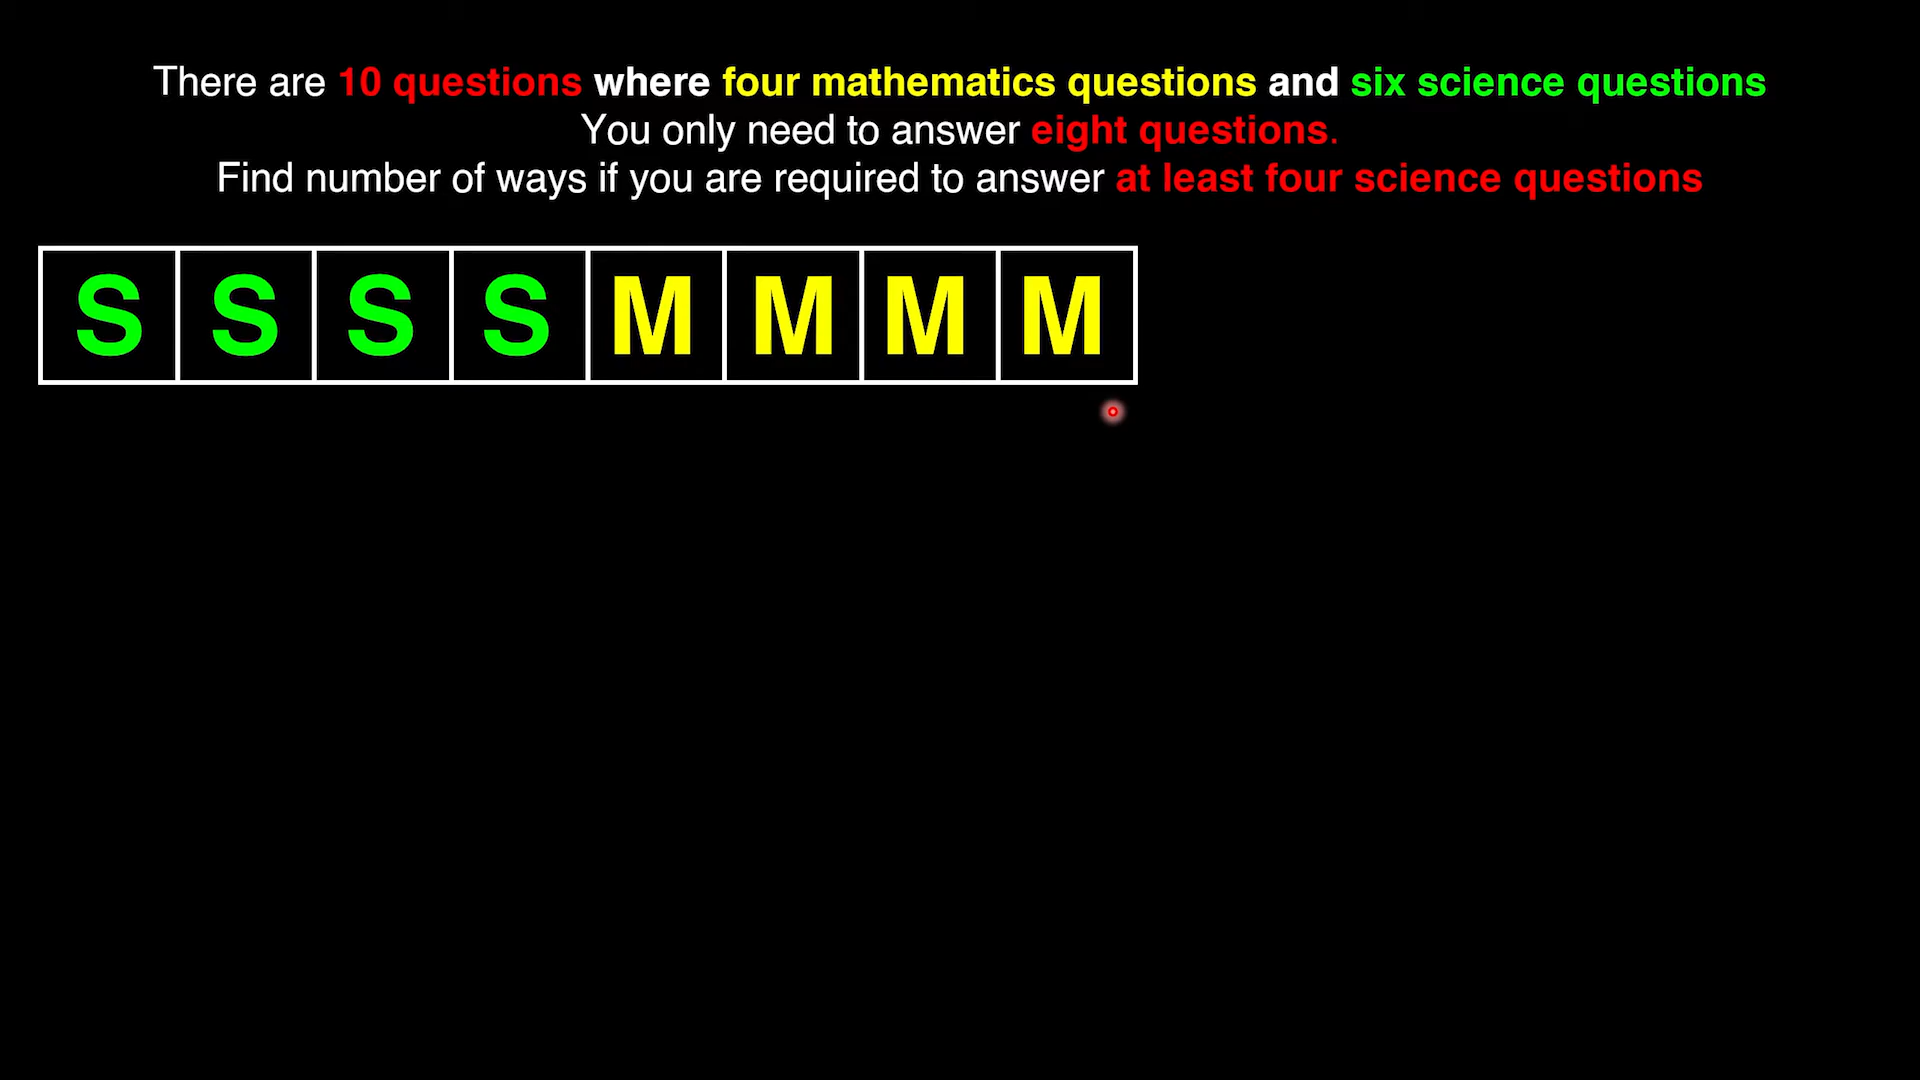 There are 10 questions where four mathematics questions and six science questions
You only need to answer eight questions.
Find number of ways if you are required to answer at least four science questions
S S S S M M M M